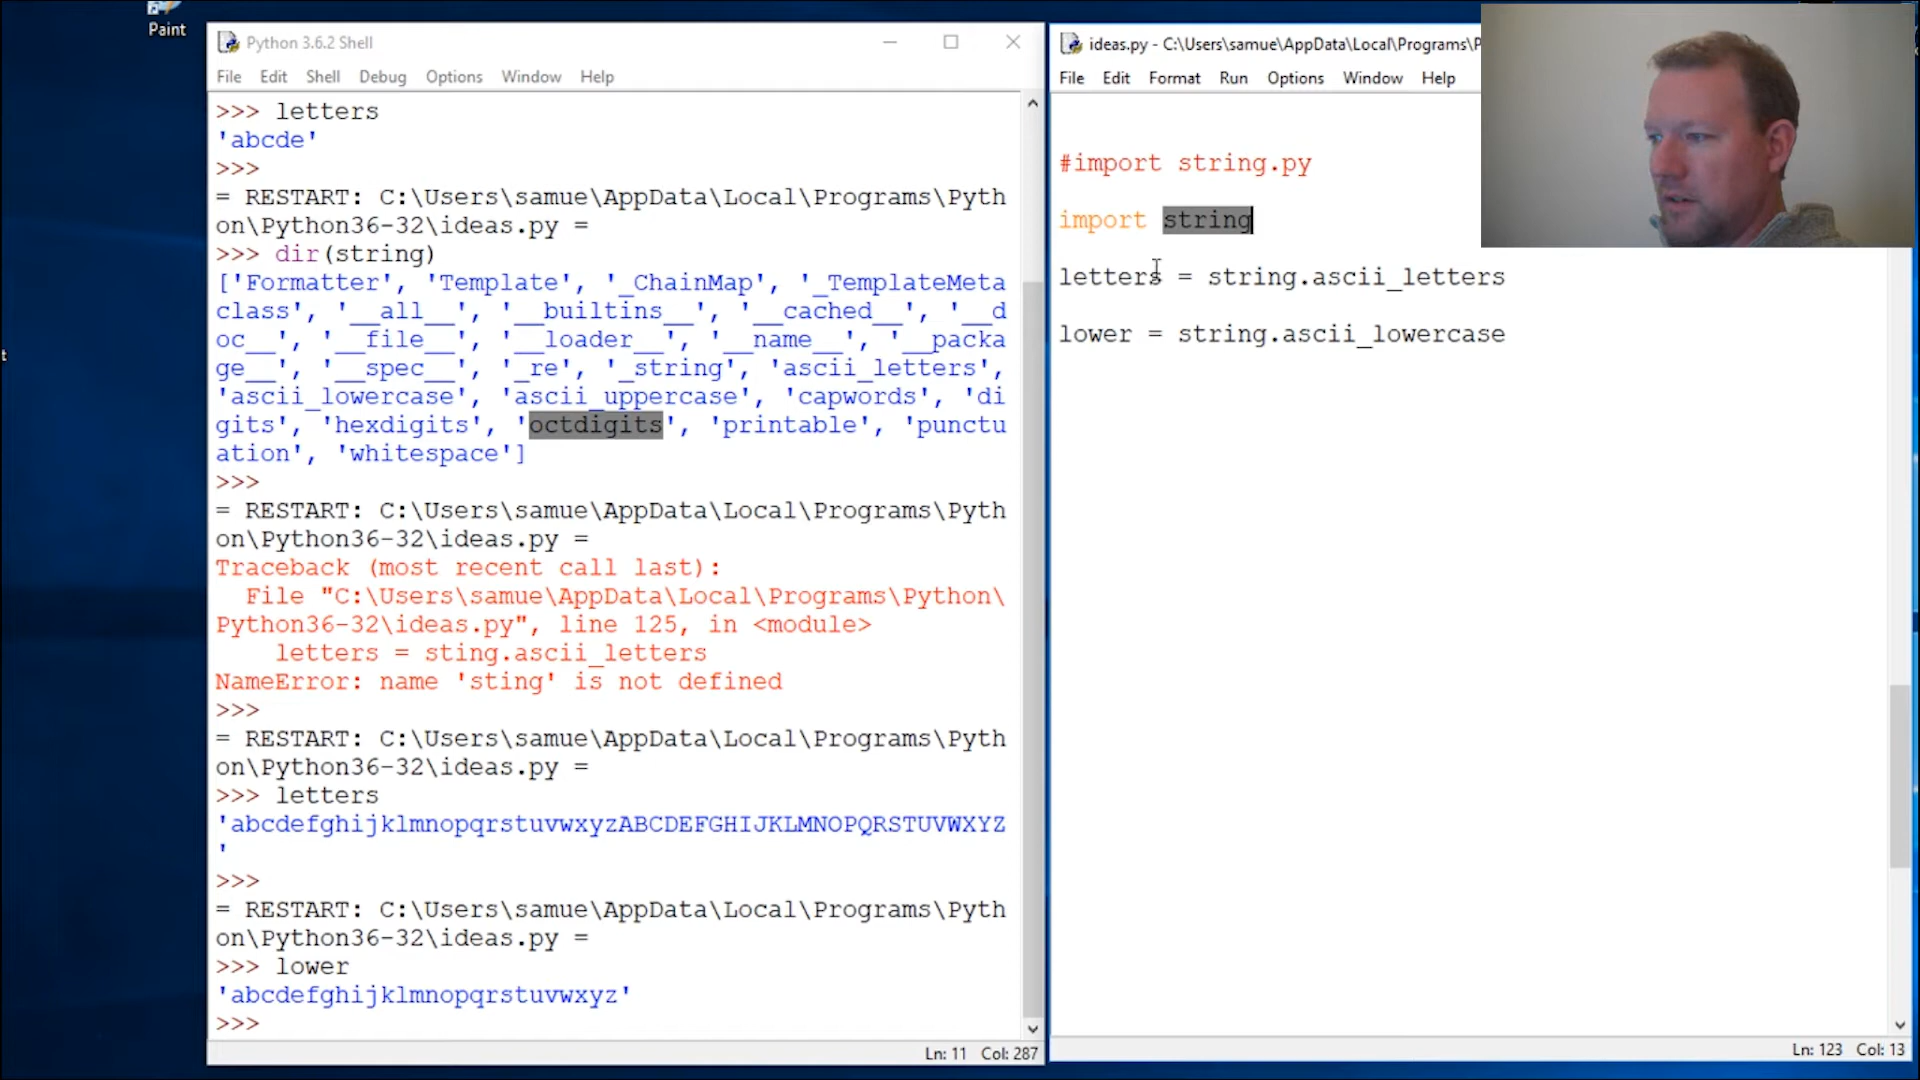 Paint
Python 3.6.2 Shell
File Edit Shell Debug Options Window Help
>>> letters
'abcde'
>>>
= RESTART: C:\Users\samue\AppData\Local\Programs\Pyth
on\Python36-32\ideas.py =
>>> dir(string)
['Formatter', 'Template', '_ChainMap', '_TemplateMeta
class', '__all__', '__builtins__', '__cached__', '__d
oc__', '__file__', '__loader__', '__name__', '__packa
ge__', '__spec__', '_re', '_string', 'ascii_letters',
'ascii_lowercase', 'ascii_uppercase', 'capwords', 'di
gits', 'hexdigits', 'octdigits', 'printable', 'punctu
ation', 'whitespace']
>>>
= RESTART: C:\Users\samue\AppData\Local\Programs\Pyth
on\Python36-32\ideas.py =
Traceback (most recent call last):
  File "C:\Users\samue\AppData\Local\Programs\Python\
Python36-32\ideas.py", line 125, in <module>
    letters = sting.ascii_letters
NameError: name 'sting' is not defined
>>>
= RESTART: C:\Users\samue\AppData\Local\Programs\Pyth
on\Python36-32\ideas.py =
>>> letters
'abcdefghijklmnopqrstuvwxyzABCDEFGHIJKLMNOPQRSTUVWXYZ
'
>>>
= RESTART: C:\Users\samue\AppData\Local\Programs\Pyth
on\Python36-32\ideas.py =
>>> lower
'abcdefghijklmnopqrstuvwxyz'
>>>
Ln: 11 Col: 287
ideas.py - C:\Users\samue\AppData\Local\Programs\P
File Edit Format Run Options Window Help
#import string.py
import string
letters = string.ascii_letters
lower = string.ascii_lowercase
Ln: 123 Col: 13